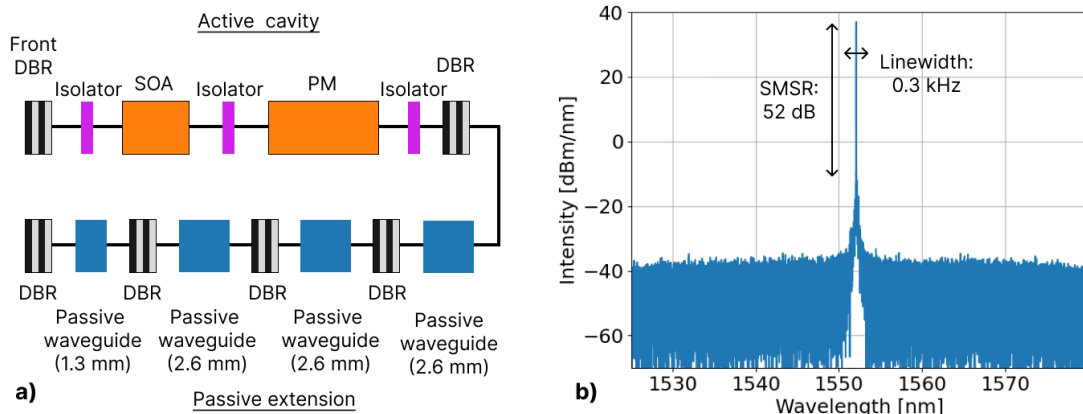 Active cavity
Front
DBR
Isolator
SOA
Isolator
PM
Isolator
DBR
DBR
DBR
DBR
DBR
Passive
waveguide
(1.3 mm)
Passive
waveguide
(2.6 mm)
Passive
waveguide
(2.6 mm)
Passive
waveguide
(2.6 mm)
a)
Passive extension
Intensity [dBm/nm]
40
20
0
−20
−40
−60
SMSR:
52 dB
Linewidth:
0.3 kHz
1530
1540
1550
1560
1570
Wavelength [nm]
b)